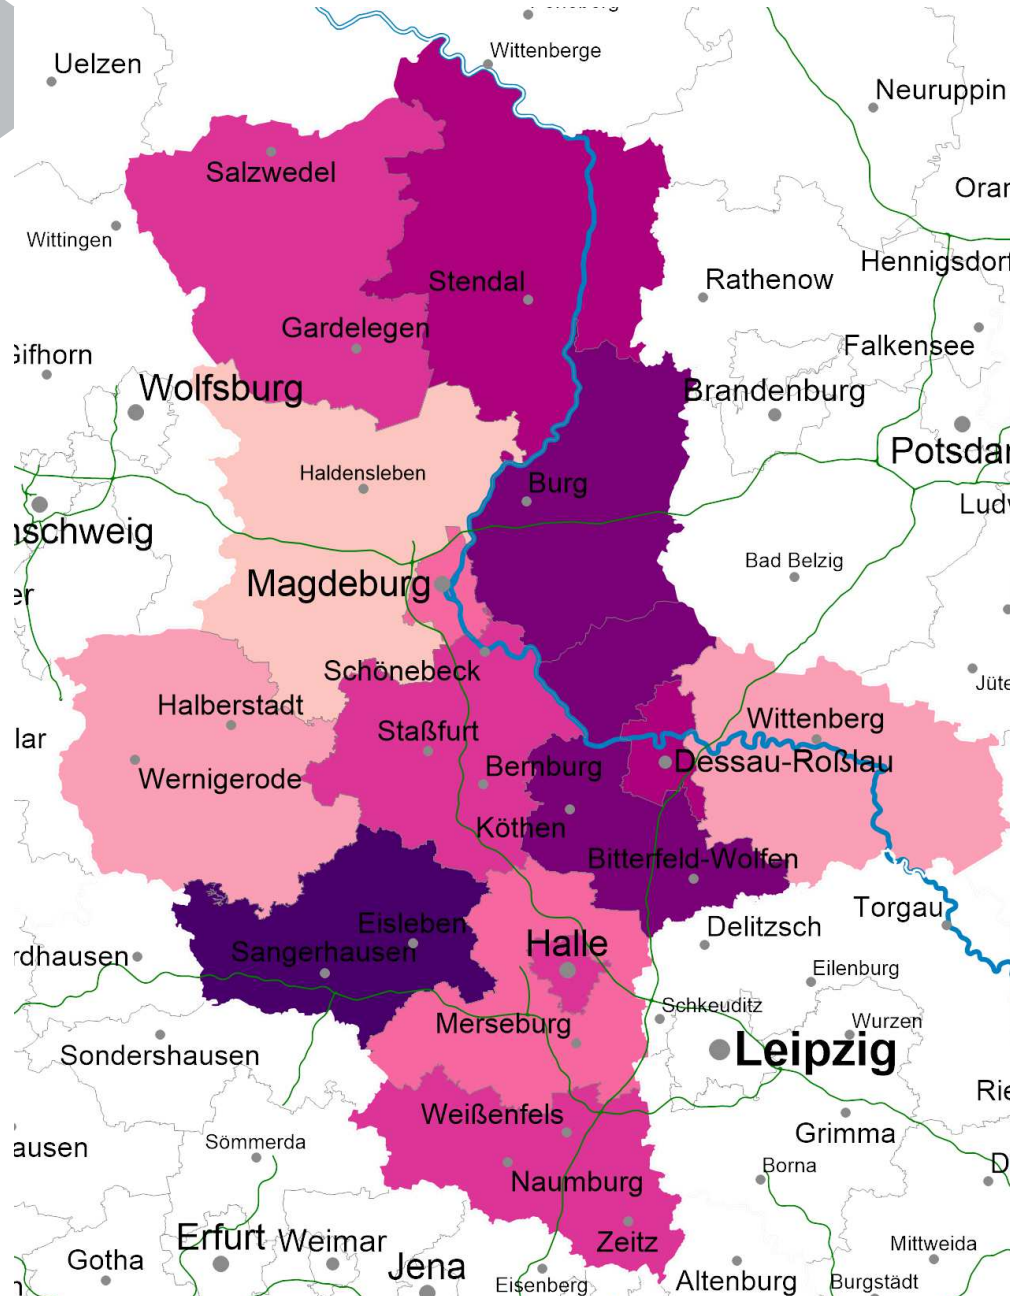 Wittenberge
Uelzen
Neuruppin
Salzwedel
Wittingen
Hennigsdorf
Rathenow
Stendal
Gardelegen
Falkensee
Wolfsburg
Brandenburg
Haldensleben
Burg
Bad Belzig
Magdeburg
Schönebeck
Halberstadt
Wittenberg
Staßfurt
Dessau-Roßlau
Bernburg
Wernigerode
Köthen
Bitterfeld-Wolfen
Torgau
Eisleben
Delitzsch
Halle
Sangerhausen
Eilenburg
Schkeuditz
Wurzen
Merseburg
Leipzig
Sondershausen
Weißenfels
Grimma
Sömmerda
Borna
Naumburg
Erfurt
Weimar
Zeitz
Mittweida
Gotha
Jena
Altenburg
Eisenberg
Burgstädt